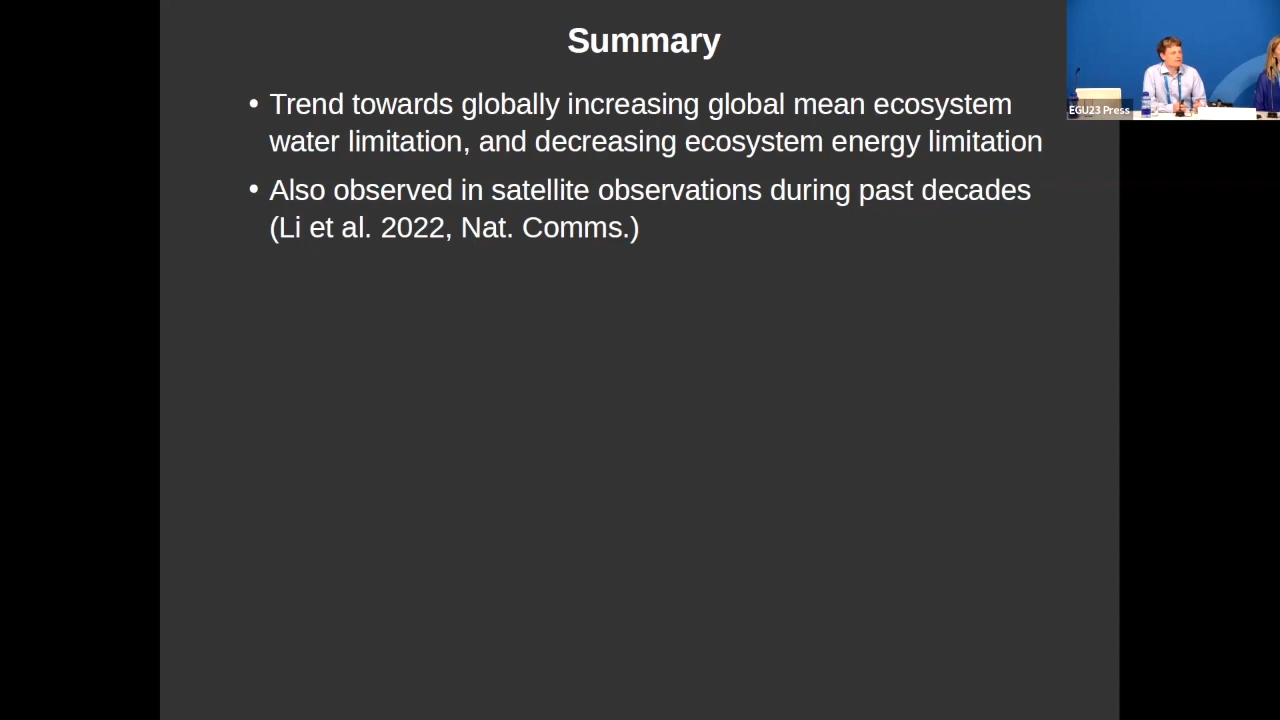 Summary
• Trend towards globally increasing global mean ecosystem
water limitation, and decreasing ecosystem energy limitation
• Also observed in satellite observations during past decades
(Li et al. 2022, Nat. Comms.)
EGU23 Press